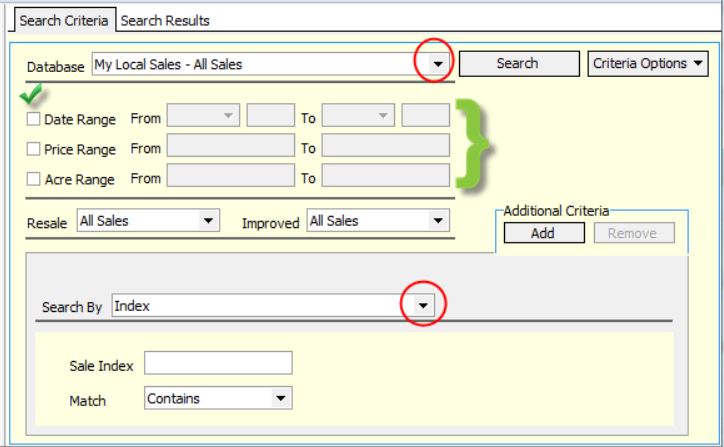 Search Criteria Search Results
Database My Local Sales - All Sales Search Criteria Options
Date Range From To
Price Range From To
Acre Range From To
Resale All Sales Improved All Sales
Additional Criteria
Add Remove
Search By Index
Sale Index
Match Contains